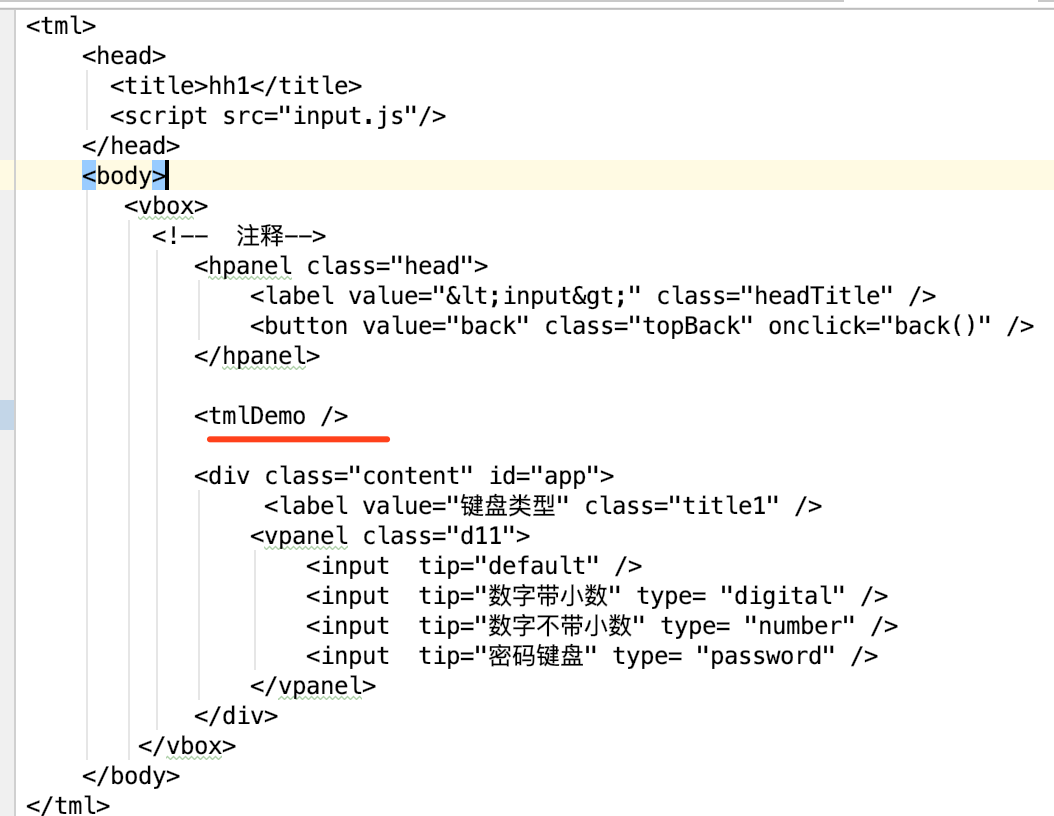 <tml>
<head>
<title>hh1</title>
<script src="input.js"/>
</head>
<body>
<vbox>
<!--  注释-->
<hpanel class="head">
<label value="&lt;input&gt;" class="headTitle" />
<button value="back" class="topBack" onclick="back()" />
</hpanel>
<tmlDemo />
<div class="content" id="app">
<label value="键盘类型" class="title1" />
<vpanel class="d11">
<input  tip="default" />
<input  tip="数字带小数" type= "digital" />
<input  tip="数字不带小数" type= "number" />
<input  tip="密码键盘" type= "password" />
</vpanel>
</div>
</vbox>
</body>
</tml>